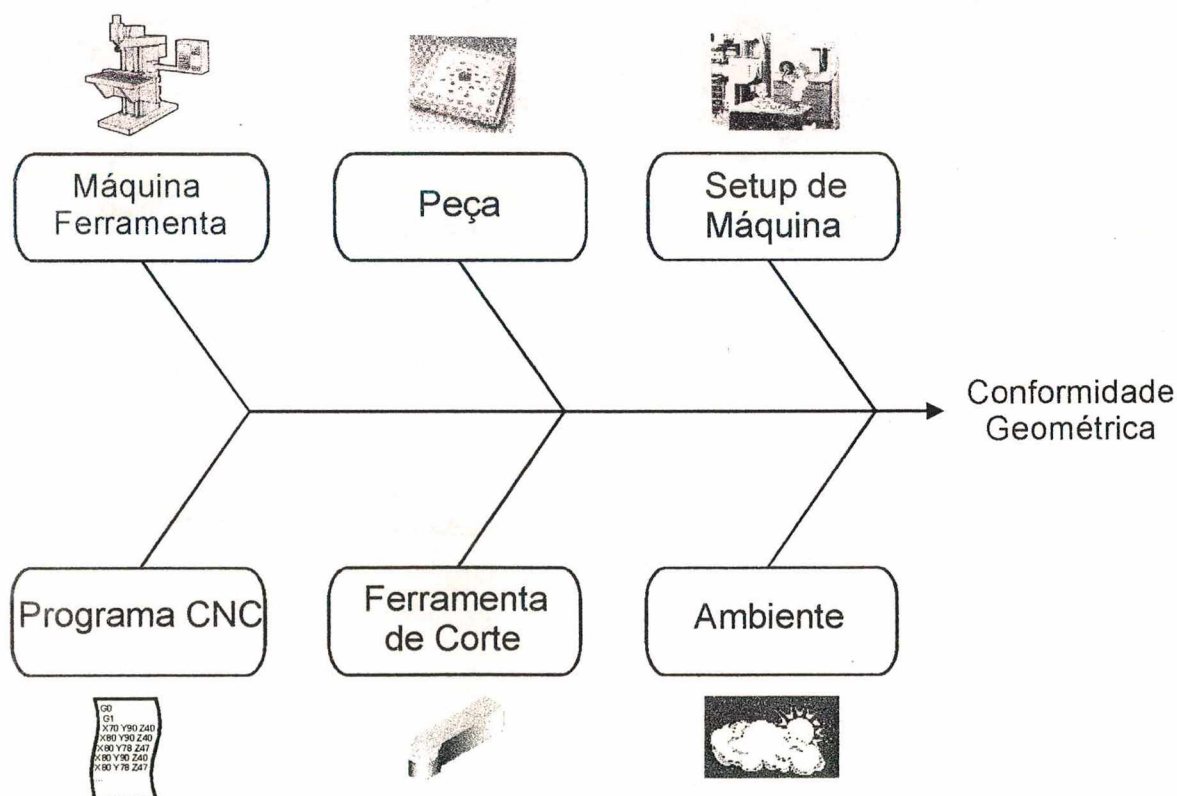 Máquina
Ferramenta
Peça
Setup de
Máquina
Conformidade
Geométrica
Programa CNC
Ferramenta
de Corte
Ambiente
G0
G1
X70 Y90 Z40
X80 Y90 Z40
X80 Y78 Z47
X80 Y90 Z40
X80 Y78 Z47